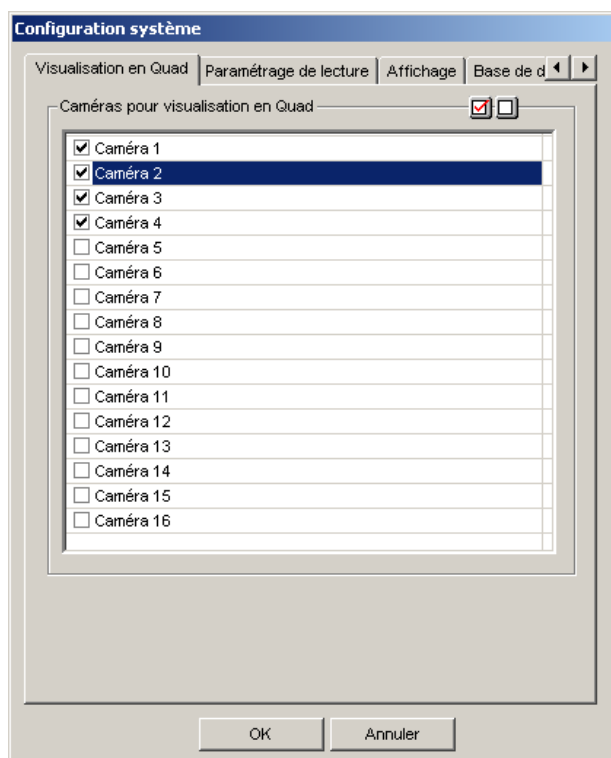 Configuration système
Visualisation en Quad Paramétrage de lecture Affichage Base de d
Caméras pour visualisation en Quad
Caméra 1
Caméra 2
Caméra 3
Caméra 4
Caméra 5
Caméra 6
Caméra 7
Caméra 8
Caméra 9
Caméra 10
Caméra 11
Caméra 12
Caméra 13
Caméra 14
Caméra 15
Caméra 16
OK Annuler